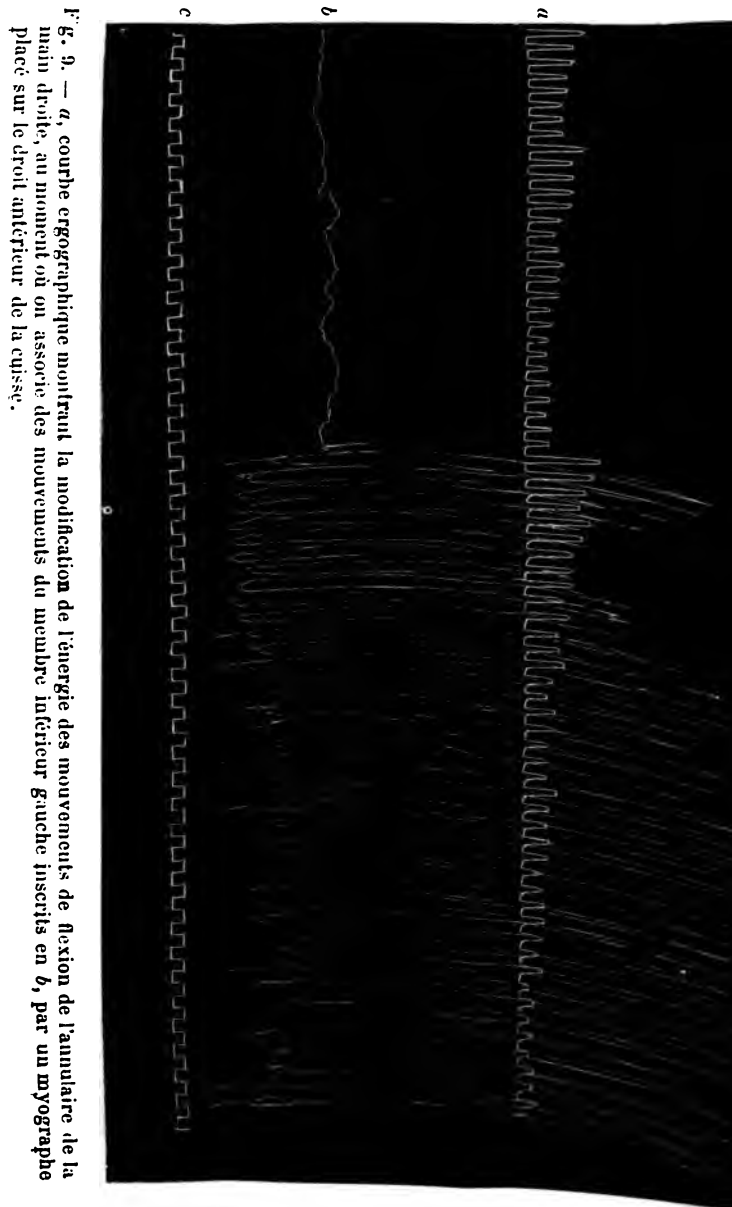 a
b
c
Fig. 9. — a, courbe ergographique montrant la modification de l'énergie des mouvements de flexion de l'annulaire de la
main droite, au moment où on associe des mouvements du membre inférieur gauche inscrits en b, par un myographe
placé sur le droit antérieur de la cuisse.